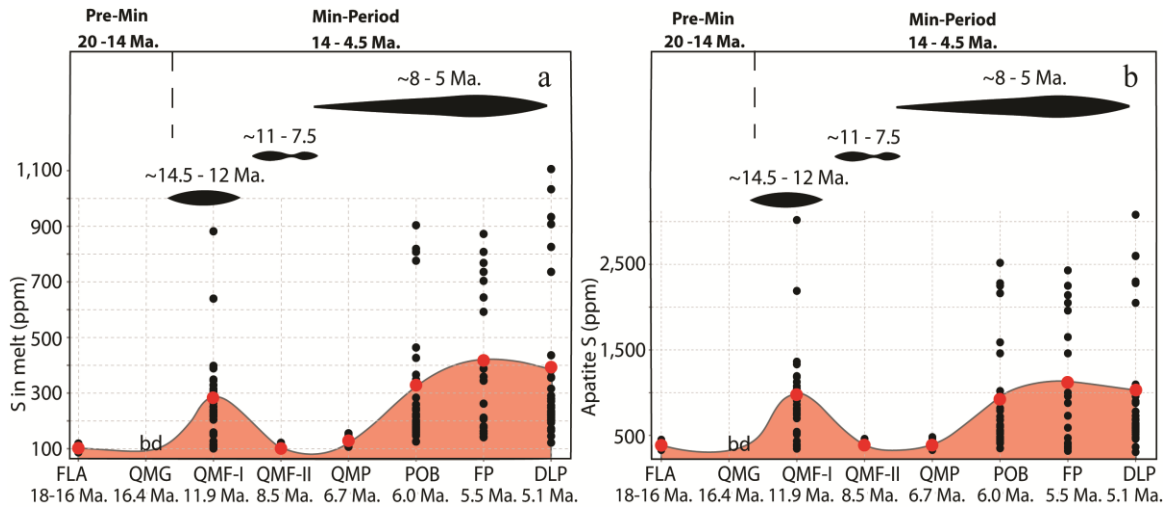 Pre-Min
20 -14 Ma.
Min-Period
14 - 4.5 Ma.
~8 - 5 Ma.
a
~11 - 7.5
~14.5 - 12 Ma.
S in melt (ppm)
1,100
900
700
500
300
100
bd
FLA QMG QMF-I QMF-II QMP POB FP DLP
18-16 Ma. 16.4 Ma. 11.9 Ma. 8.5 Ma. 6.7 Ma. 6.0 Ma. 5.5 Ma. 5.1 Ma.
Pre-Min
20 -14 Ma.
Min-Period
14 - 4.5 Ma.
~8 - 5 Ma.
b
~11 - 7.5
~14.5 - 12 Ma.
Apatite S (ppm)
2,500
1,500
500
bd
FLA QMG QMF-I QMF-II QMP POB FP DLP
18-16 Ma. 16.4 Ma. 11.9 Ma. 8.5 Ma. 6.7 Ma. 6.0 Ma. 5.5 Ma. 5.1 Ma.